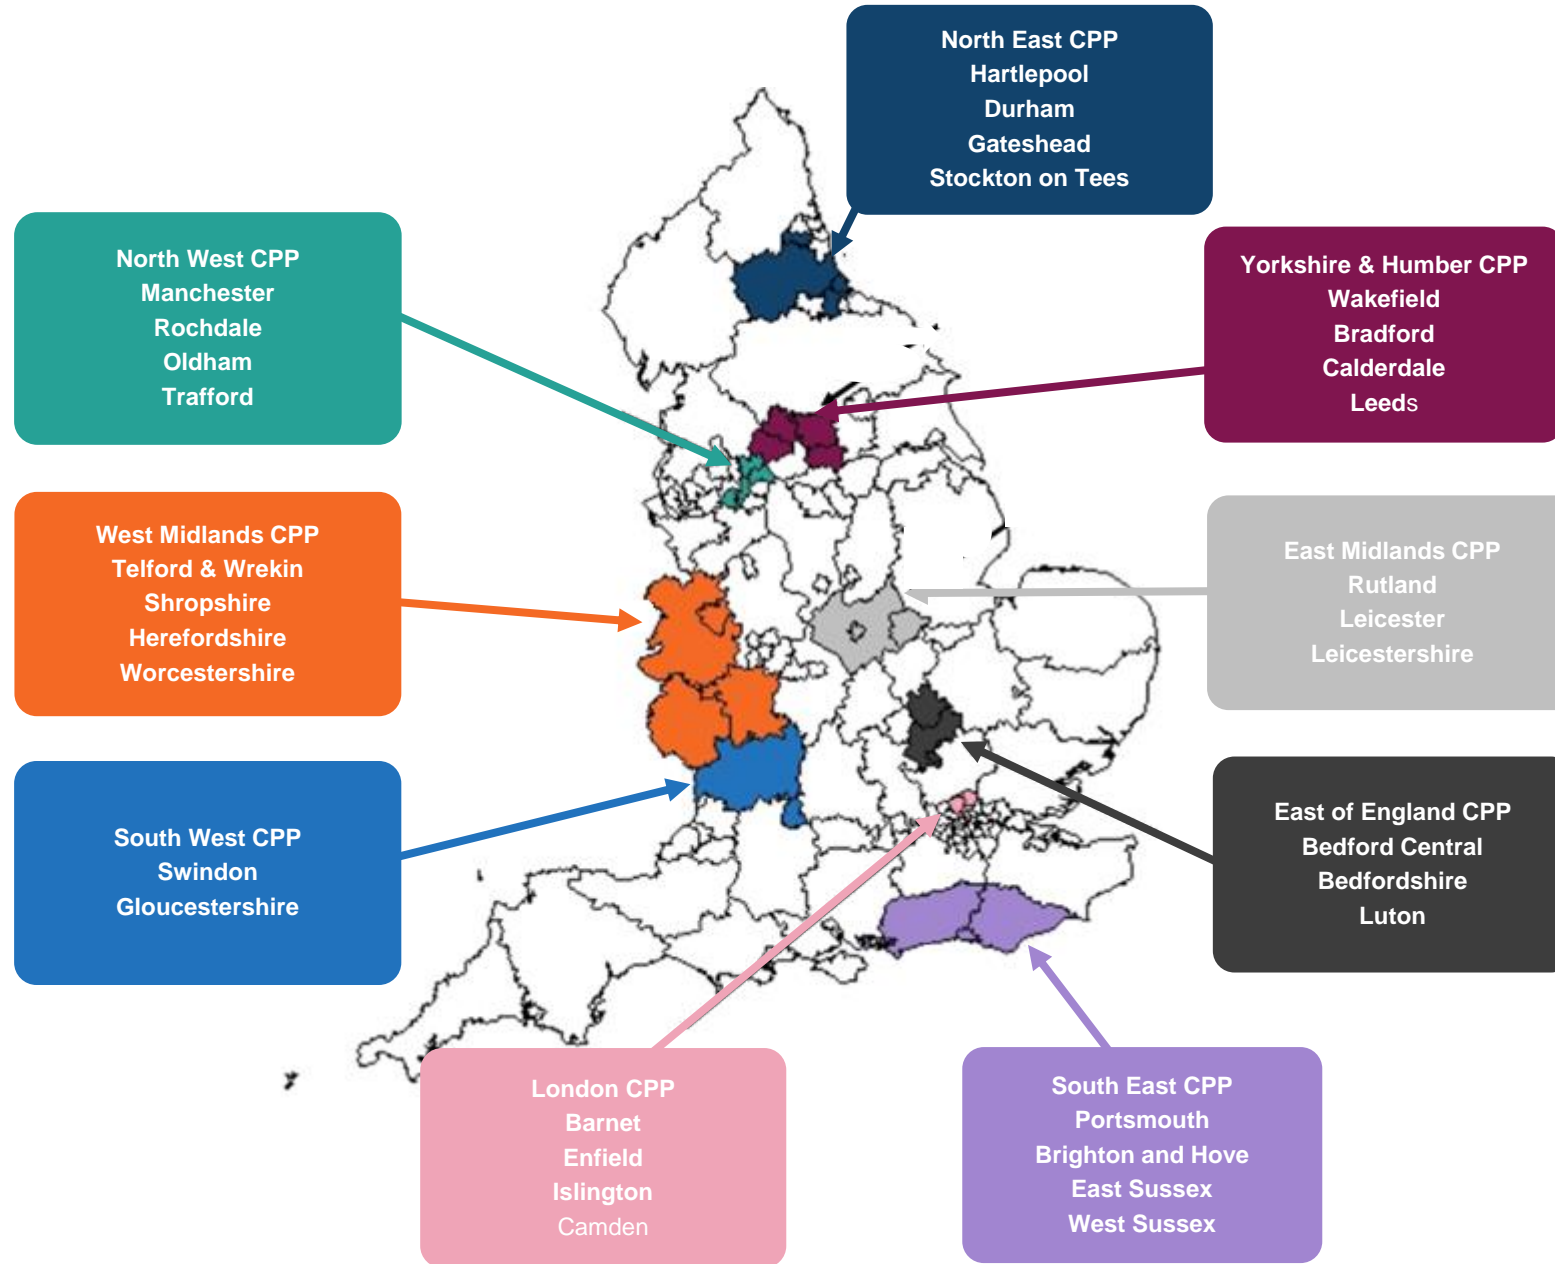 North East CPP
Hartlepool
Durham
Gateshead
Stockton on Tees
North West CPP
Manchester
Rochdale
Oldham
Trafford
Yorkshire & Humber CPP
Wakefield
Bradford
Calderdale
Leeds
West Midlands CPP
Telford & Wrekin
Shropshire
Herefordshire
Worcestershire
East Midlands CPP
Rutland
Leicester
Leicestershire
South West CPP
Swindon
Gloucestershire
East of England CPP
Bedford Central
Bedfordshire
Luton
London CPP
Barnet
Enfield
Islington
Camden
South East CPP
Portsmouth
Brighton and Hove
East Sussex
West Sussex